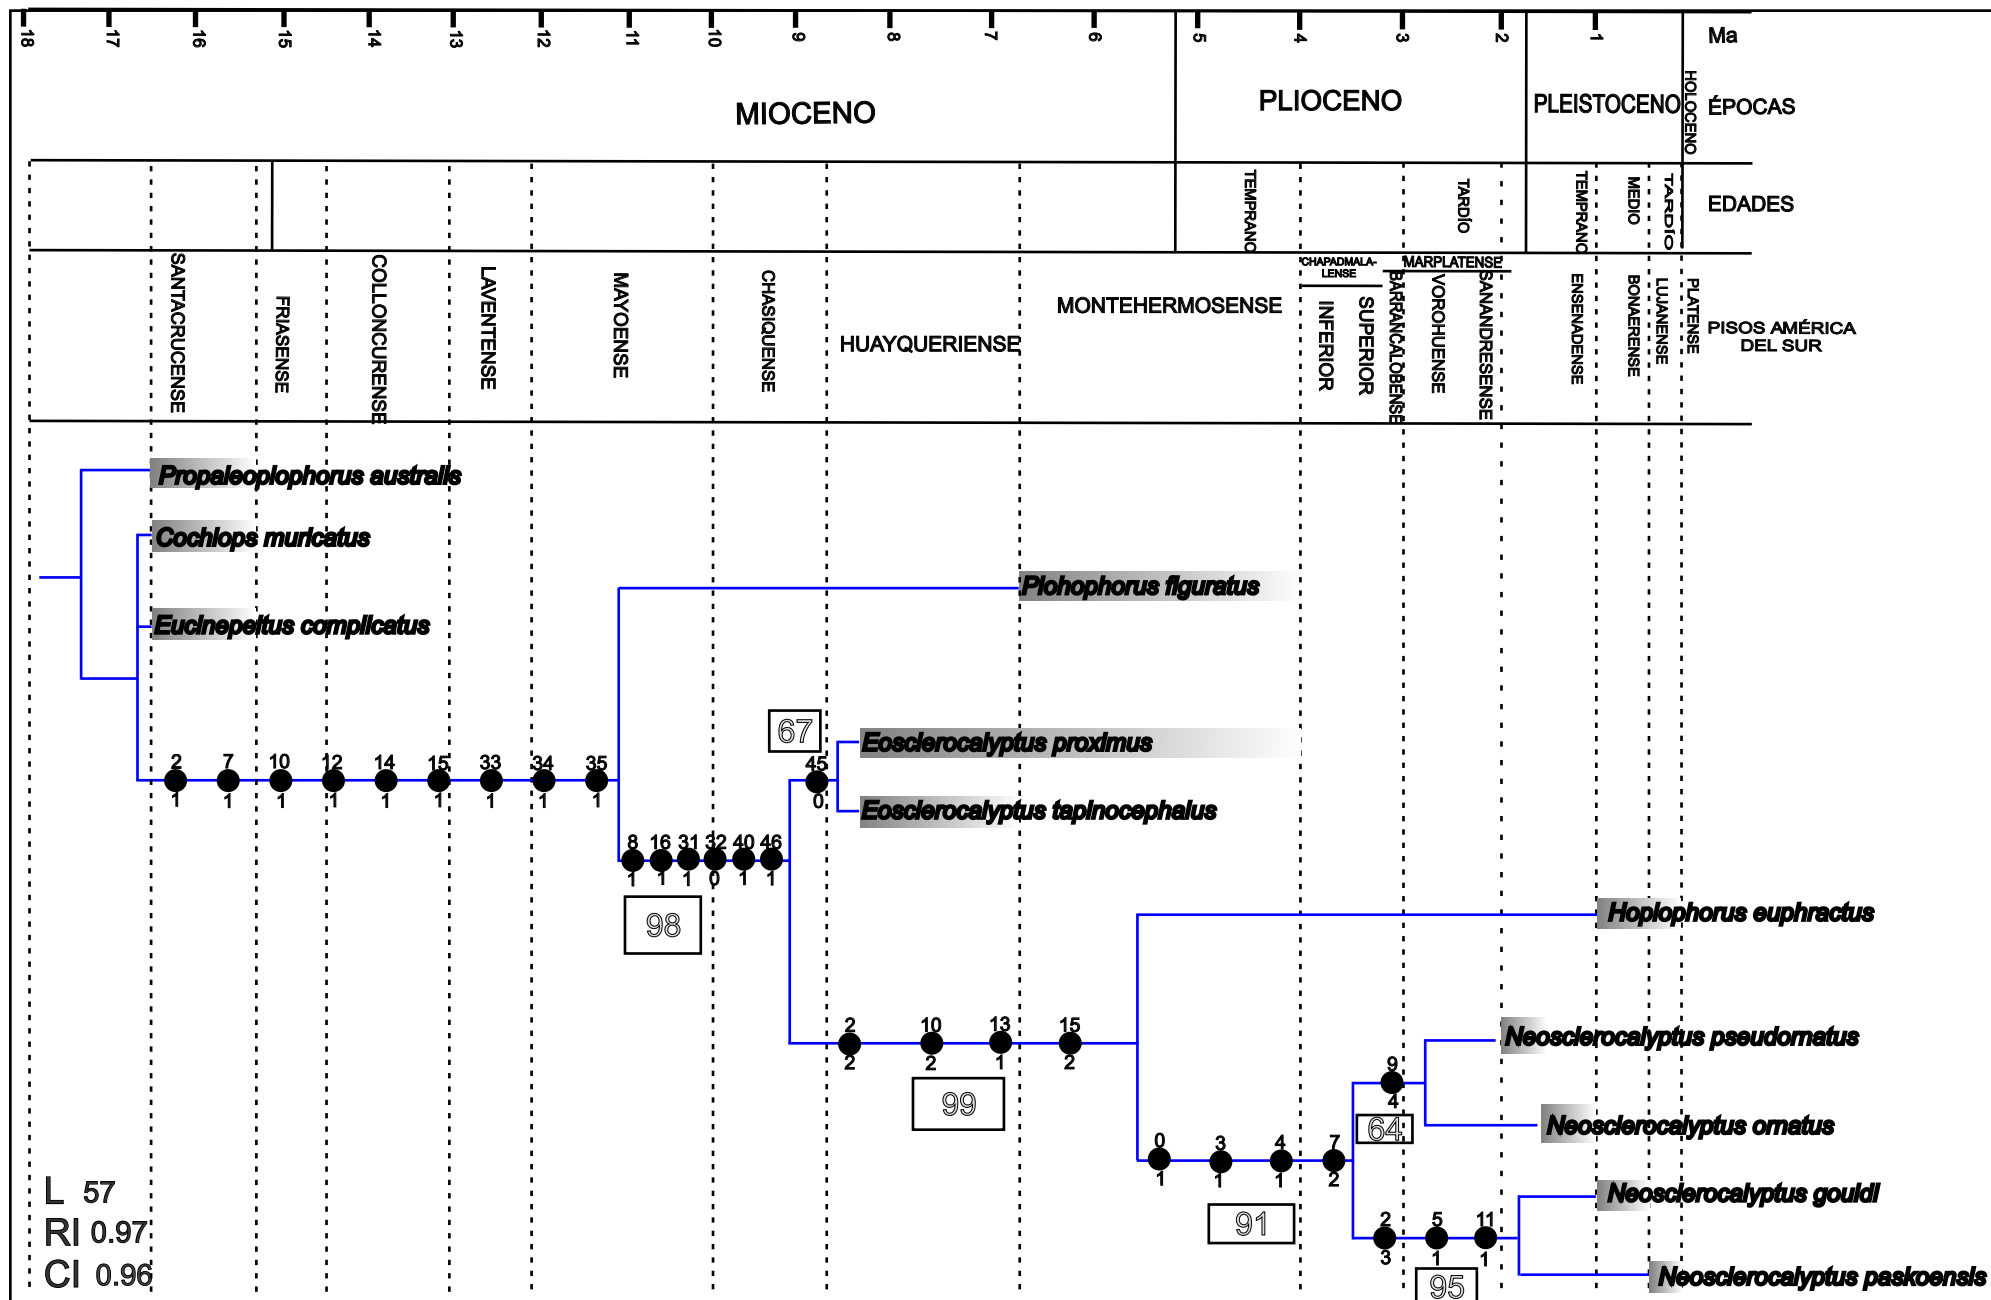 18 17 16 15 14 13 12 11 10 9 8 7 6 5 4 3 2 1 Ma
MIOCENO PLIOCENO PLEISTOCENO HOLOCENO ÉPOCAS
TEMPRANO TARDÍO TEMPRANO MEDIO TARDÍO EDADES
SANTACRUCENSE FRIASENSE COLLONCURENSE LAVENTENSE MAYOENSE CHASIQUENSE HUAYQUERIENSE MONTEHERMOSENSE
CHAPADMALA-
LENSE
INFERIOR SUPERIOR
BARRANCALOBENSE
MARPLATENSE
VOROHUENSE SANANDRESENSE
ENSENADENSE BONAERENSE LUJANENSE PLATENSE
PISOS AMÉRICA
DEL SUR
Propaleoplophorus australis
Cochlops muricatus
Plohophorus figuratus
Eucinepeltus complicatus
67
Eosclerocalyptus proximus
2 7 10 12 14 15 33 34 35
1 1 1 1 1 1 1 1 1
45
0
Eosclerocalyptus tapinocephalus
8 16 31 32 40 46
1 1 1 0 1 1
98
Hoplophorus euphractus
2 10 13 15
2 2 1 2
99
Neosclerocalyptus pseudornatus
9
4
64
Neosclerocalyptus ornatus
0 3 4 7
1 1 1 2
91
Neosclerocalyptus gouldi
2 5 11
3 1 1
95
Neosclerocalyptus paskoensis
L 57
RI 0.97
CI 0.96